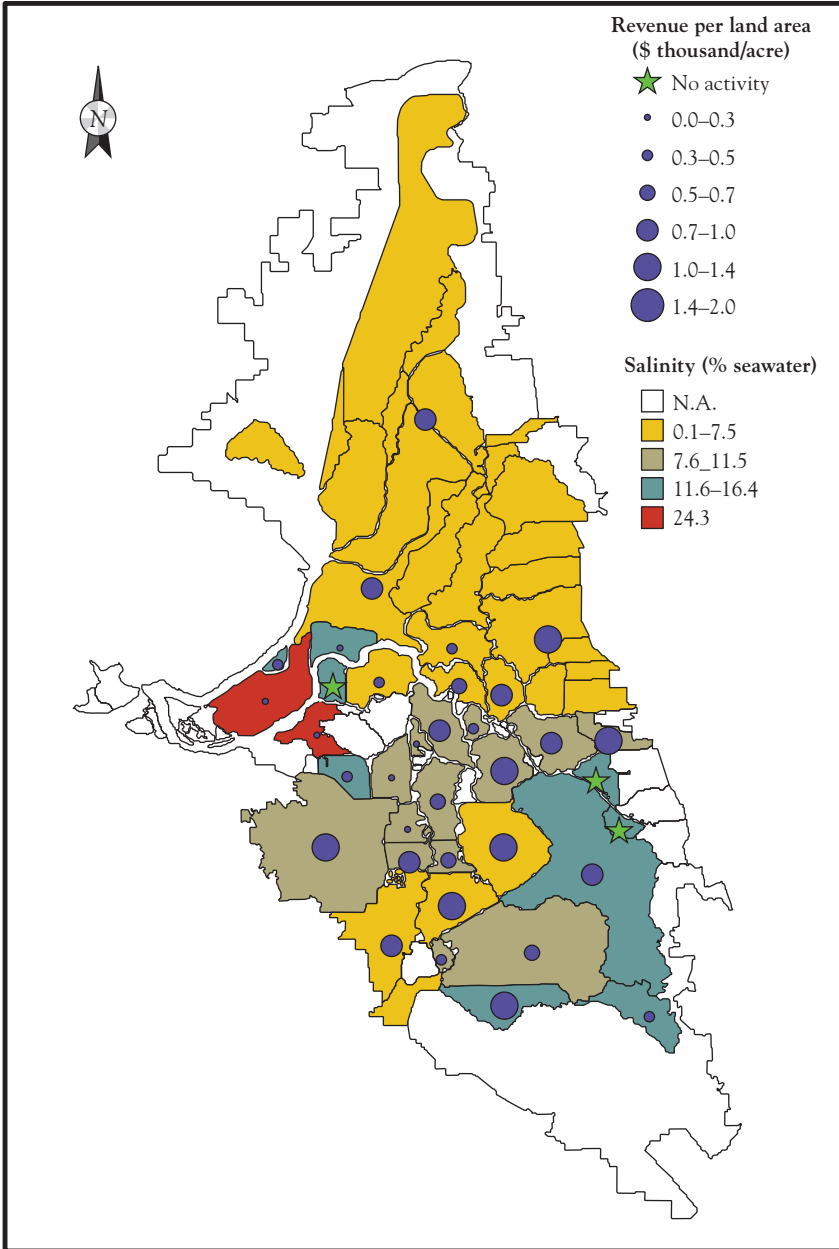 Revenue per land area
($ thousand/acre)
No activity
0.0–0.3
0.3–0.5
0.5–0.7
0.7–1.0
1.0–1.4
1.4–2.0
N
Salinity (% seawater)
N.A.
0.1–7.5
7.6_11.5
11.6–16.4
24.3